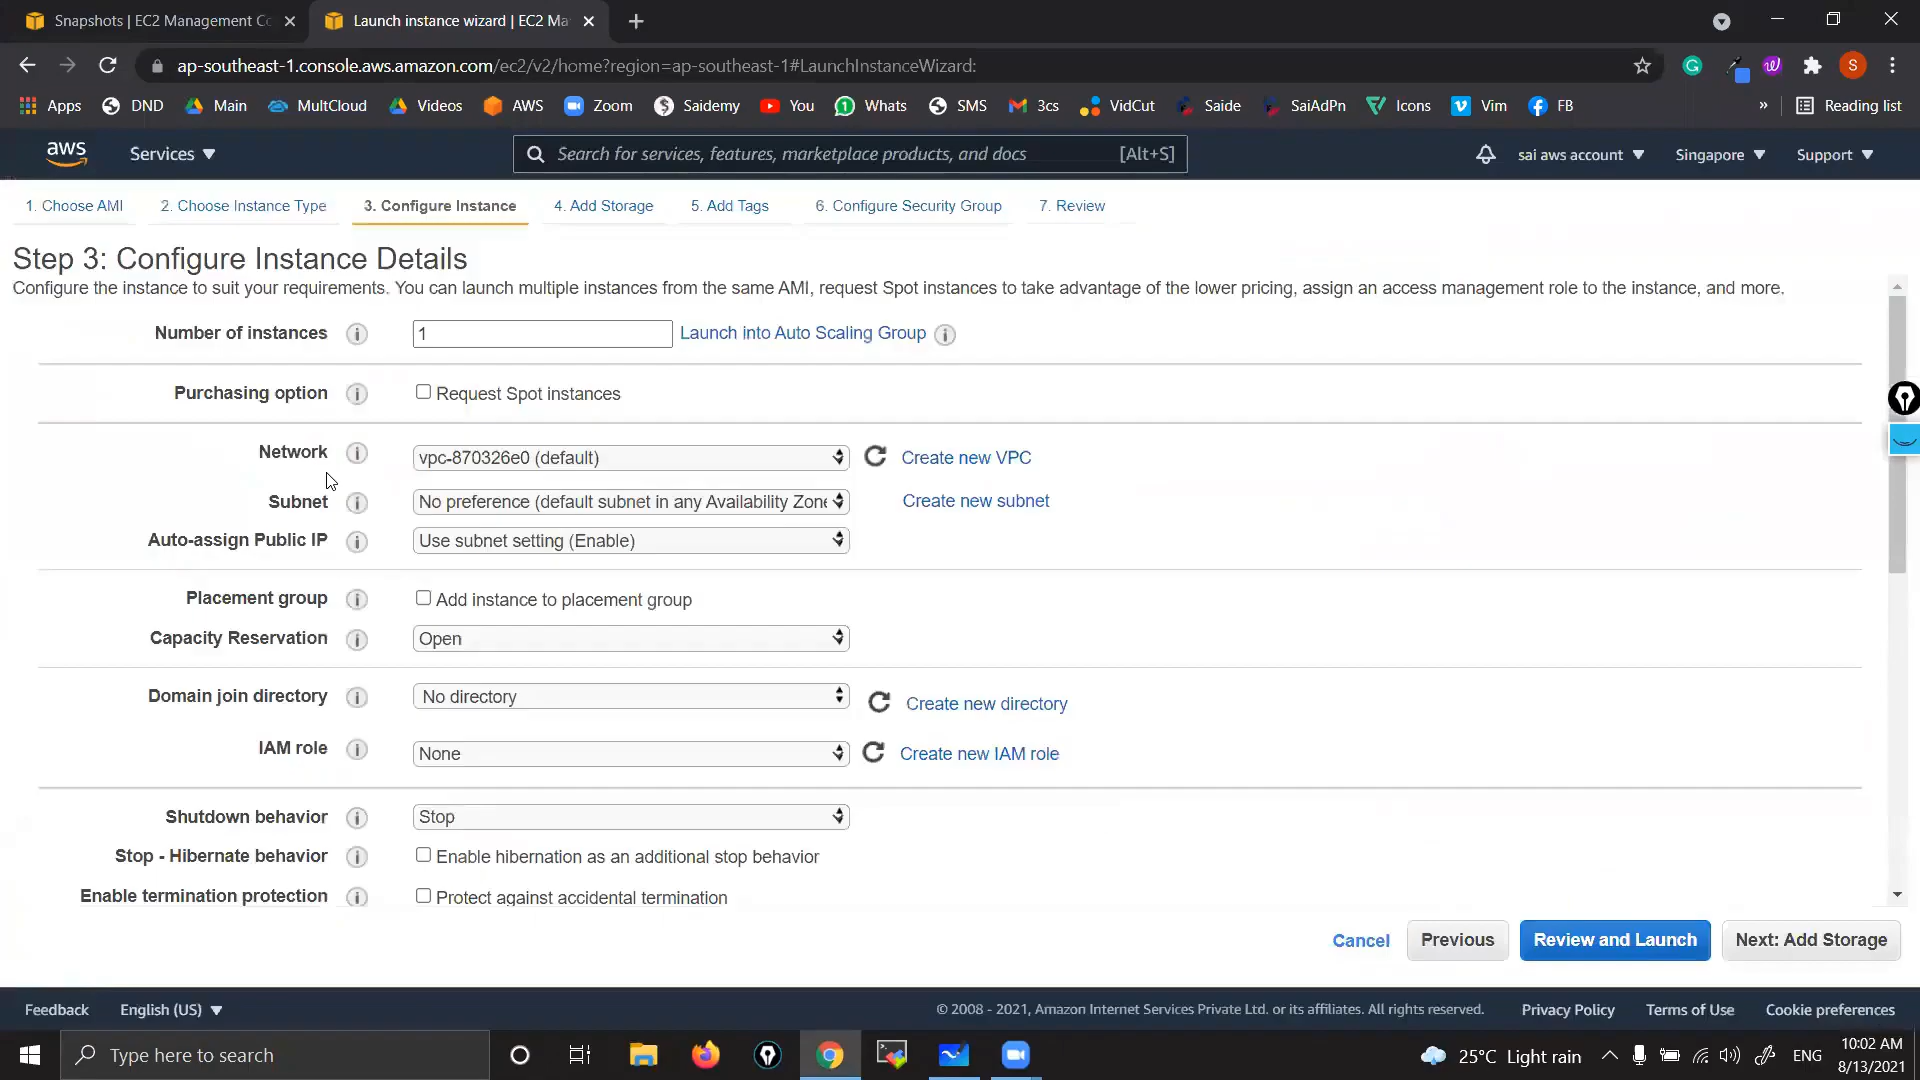 Snapshots | EC2 Management Co
Launch instance wizard | EC2 Ma
ap-southeast-1.console.aws.amazon.com/ec2/v2/home?region=ap-southeast-1#LaunchInstanceWizard:
Apps DND Main MultCloud Videos AWS Zoom Saidemy You Whats SMS 3cs VidCut Saide SaiAdPn Icons Vim FB » Reading list
aws Services Search for services, features, marketplace products, and docs [Alt+S] sai aws account Singapore Support
1. Choose AMI 2. Choose Instance Type 3. Configure Instance 4. Add Storage 5. Add Tags 6. Configure Security Group 7. Review
Step 3: Configure Instance Details
Configure the instance to suit your requirements. You can launch multiple instances from the same AMI, request Spot instances to take advantage of the lower pricing, assign an access management role to the instance, and more.
Number of instances 1 Launch into Auto Scaling Group
Purchasing option Request Spot instances
Network vpc-870326e0 (default) Create new VPC
Subnet No preference (default subnet in any Availability Zone Create new subnet
Auto-assign Public IP Use subnet setting (Enable)
Placement group Add instance to placement group
Capacity Reservation Open
Domain join directory No directory Create new directory
IAM role None Create new IAM role
Shutdown behavior Stop
Stop - Hibernate behavior Enable hibernation as an additional stop behavior
Enable termination protection Protect against accidental termination
Cancel Previous Review and Launch Next: Add Storage
Feedback English (US) © 2008 - 2021, Amazon Internet Services Private Ltd. or its affiliates. All rights reserved. Privacy Policy Terms of Use Cookie preferences
Type here to search 25°C Light rain ENG 10:02 AM
8/13/2021